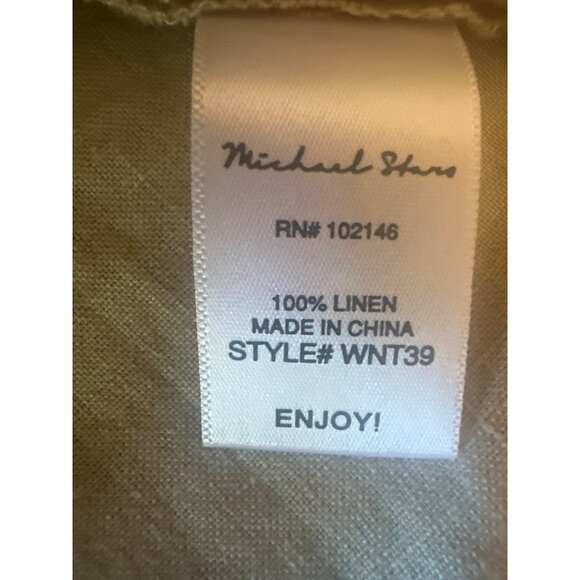 Michael Stars
RN# 102146
100% LINEN
MADE IN CHINA
STYLE# WNT39
ENJOY!